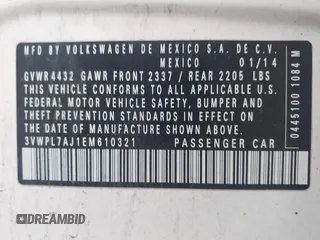 MFD BY VOLKSWAGEN DE MEXICO S.A. DE C.V.
MEXICO 01/14
GVWR4432 GAWR FRONT 2337 / REAR 2205 LBS
THIS VEHICLE CONFORMS TO ALL APPLICABLE U.S.
FEDERAL MOTOR VEHICLE SAFETY, BUMPER AND
THEFT PREVENTION STANDARDS IN EFFECT ON THE
DATE OF MANUFACTURE SHOWN ABOVE.
3VWPL7AJ1EM610321 PASSENGER CAR
0445100 1084 M
DREAMBID